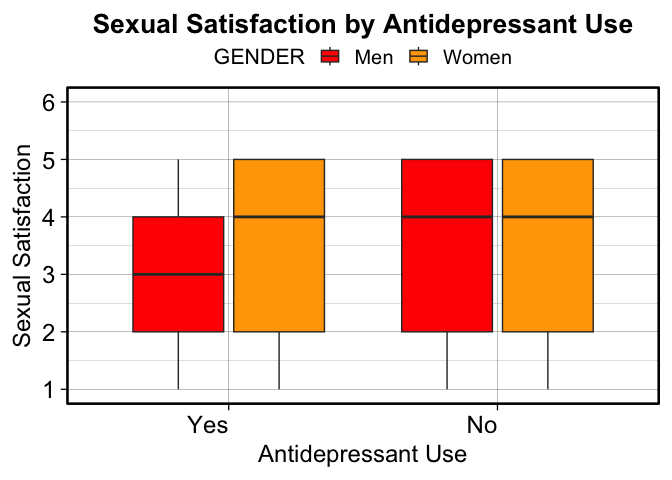 Sexual Satisfaction by Antidepressant Use
GENDER Men Women
6
5
4
3
2
1
Sexual Satisfaction
Yes No
Antidepressant Use